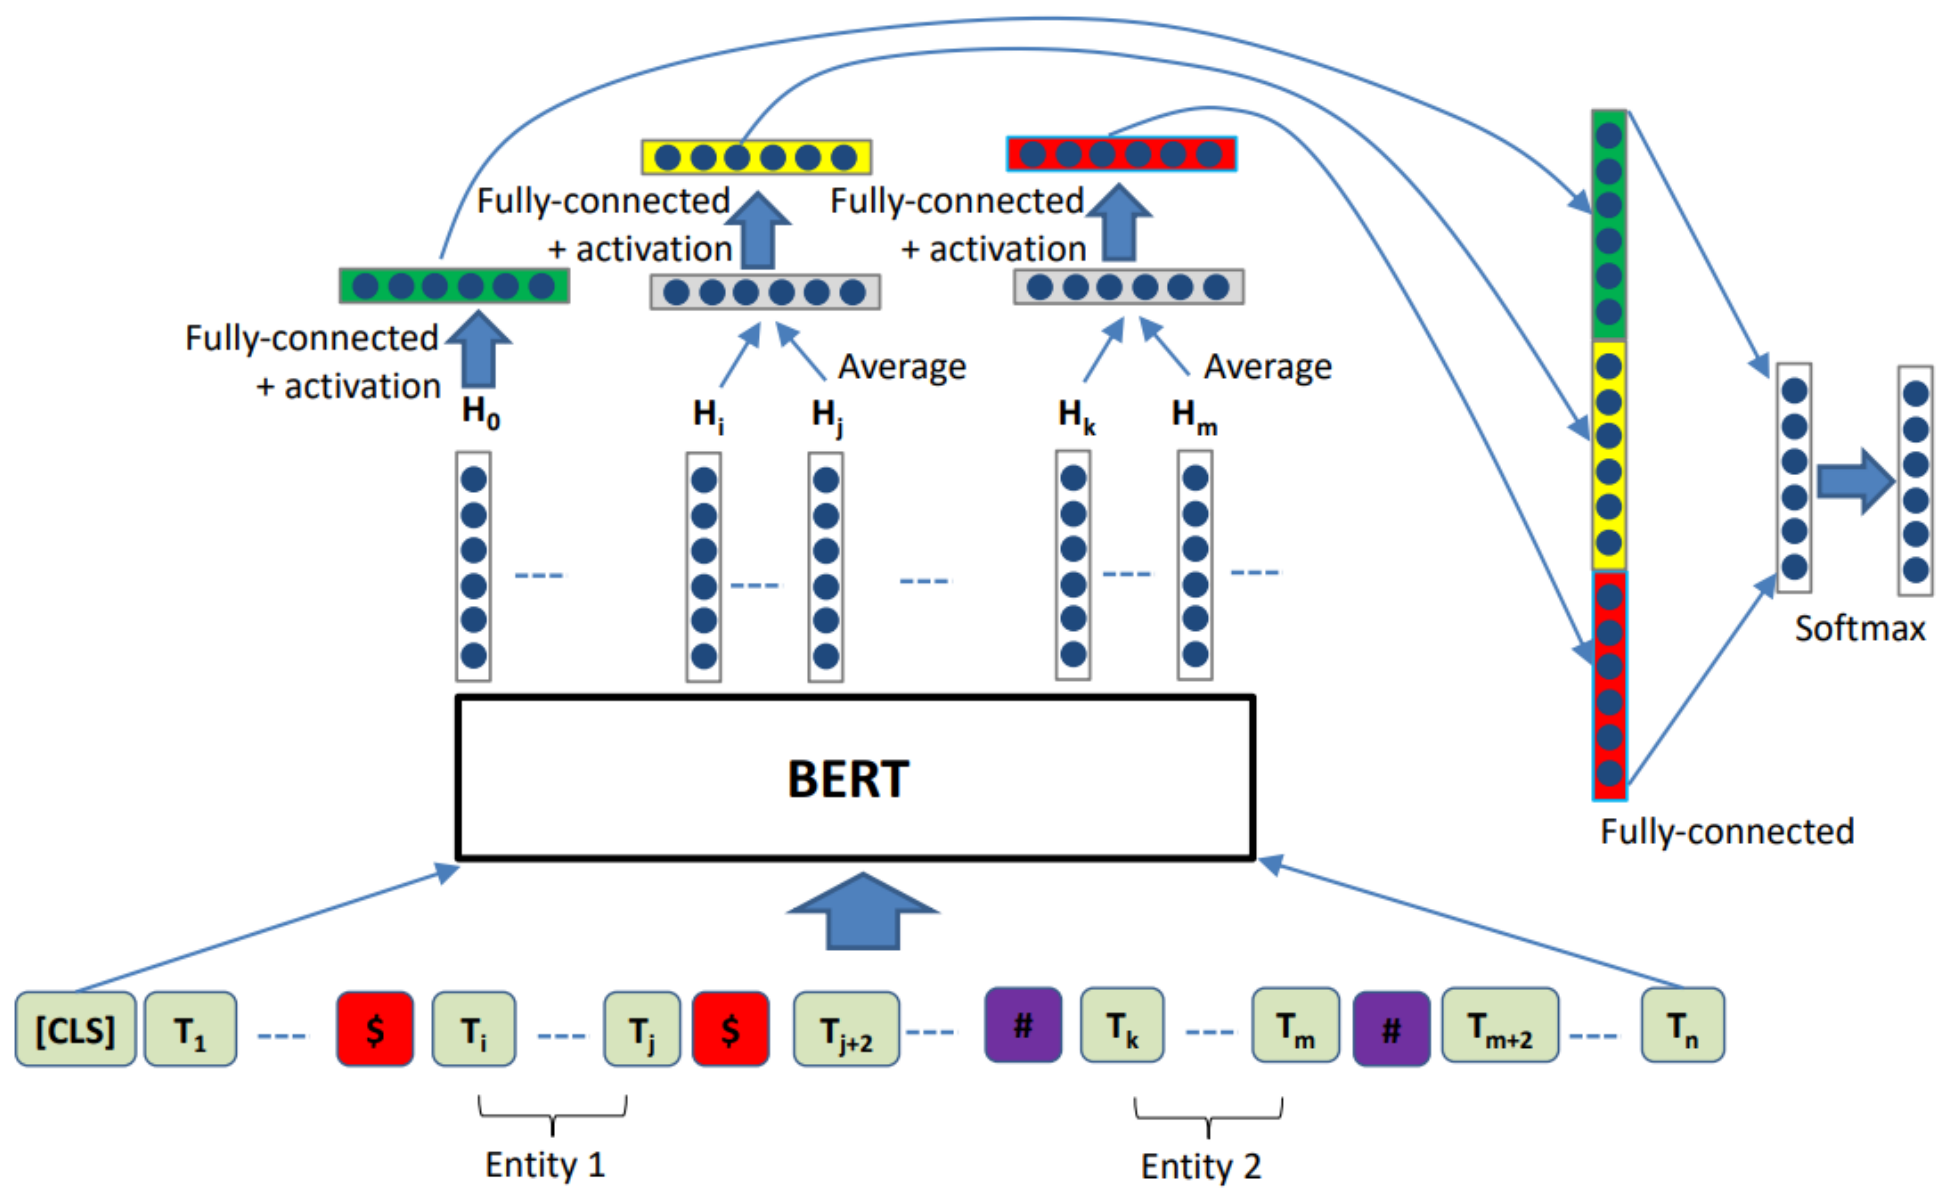 Fully-connected
+ activation
Fully-connected
+ activation
Fully-connected
+ activation
Average
Average
H0
Hi
Hj
Hk
Hm
Softmax
BERT
Fully-connected
[CLS] T1 $ Ti Tj $ Tj+2 # Tk Tm # Tm+2 Tn
Entity 1
Entity 2